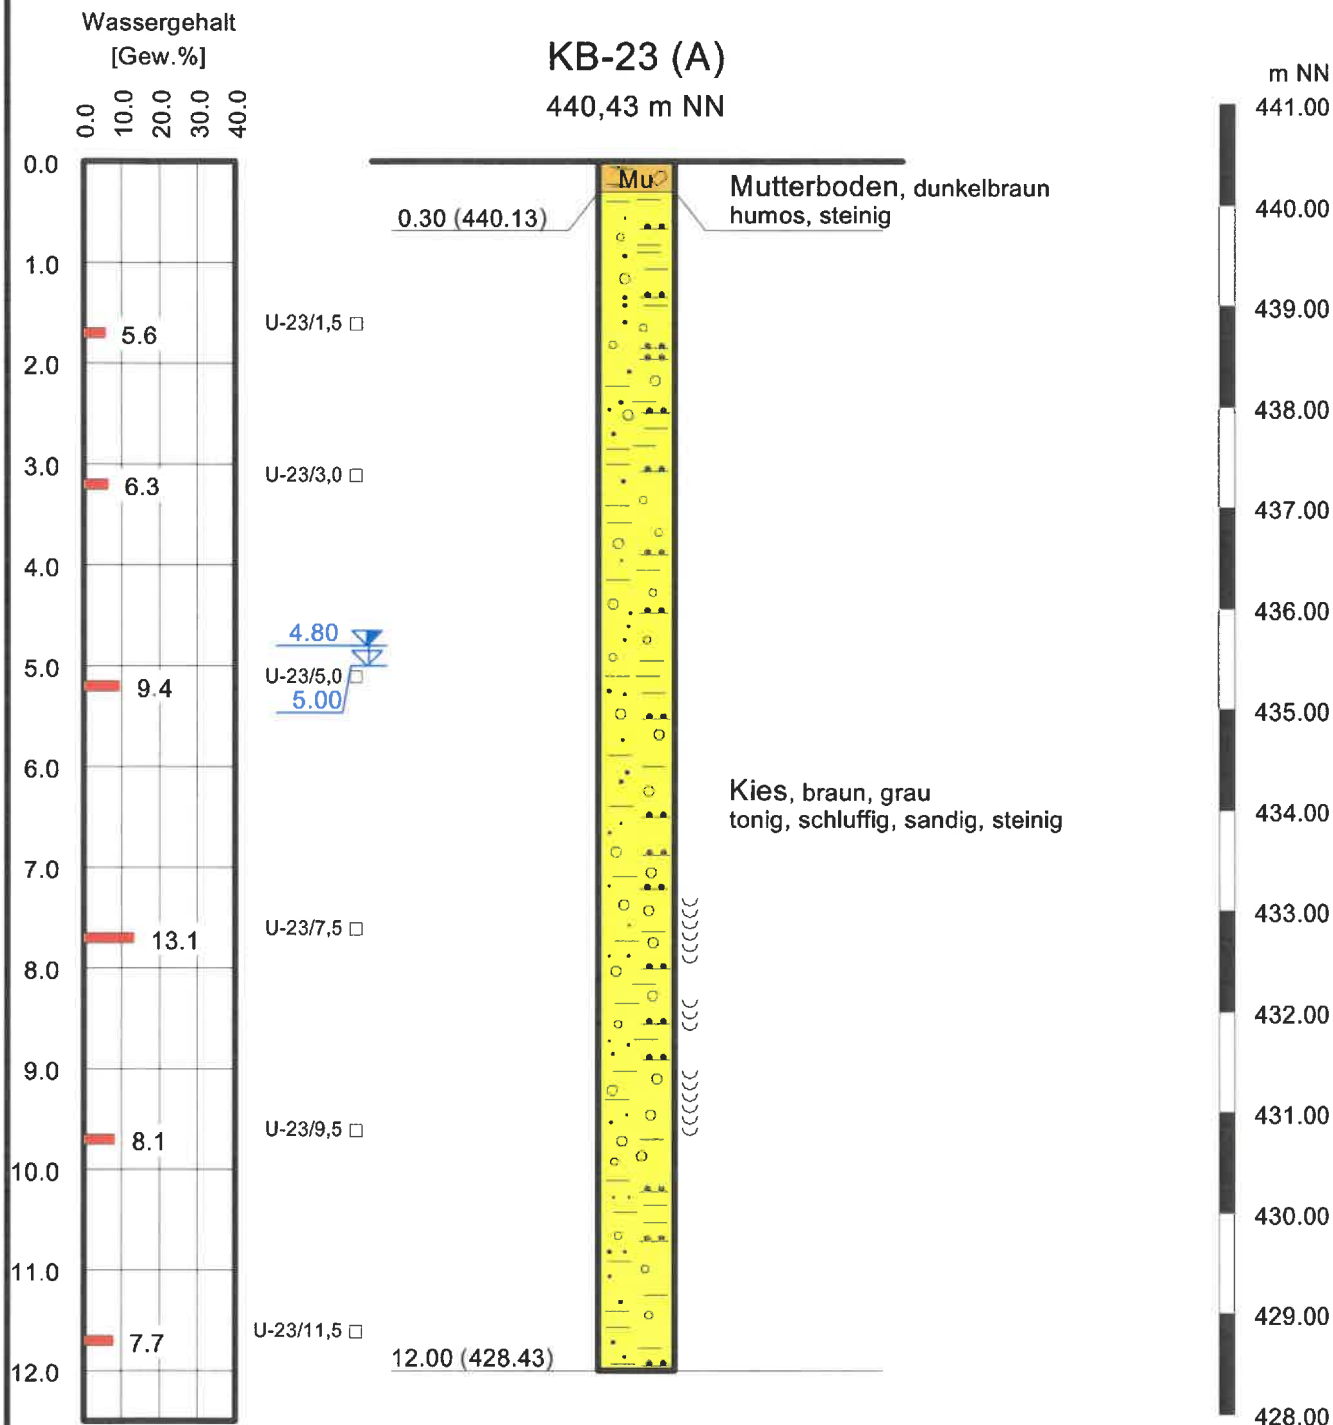 Wassergehalt
[Gew.%]
0.0
10.0
20.0
30.0
40.0
KB-23 (A)
440,43 m NN
m NN
441.00
440.00
439.00
438.00
437.00
436.00
435.00
434.00
433.00
432.00
431.00
430.00
429.00
428.00
0.0
1.0
2.0
3.0
4.0
5.0
6.0
7.0
8.0
9.0
10.0
11.0
12.0
5.6
6.3
9.4
13.1
8.1
7.7
U-23/1,5
U-23/3,0
4.80
U-23/5,0
5.00
U-23/7,5
U-23/9,5
U-23/11,5
Mu
0.30 (440.13)
12.00 (428.43)
Mutterboden, dunkelbraun
humos, steinig
Kies, braun, grau
tonig, schluffig, sandig, steinig